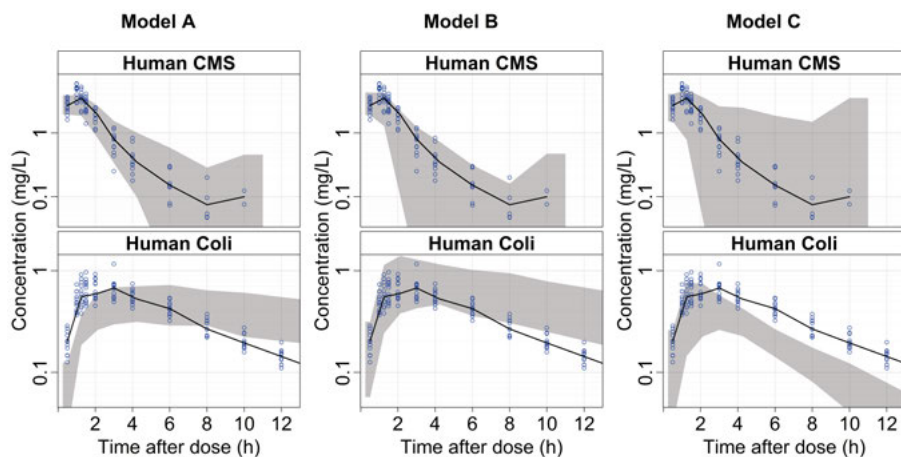 Model A
Model B
Model C
Human CMS
Human CMS
Human CMS
Concentration (mg/L)
1
0.1
Concentration (mg/L)
1
0.1
Concentration (mg/L)
1
0.1
Human Coli
Human Coli
Human Coli
1
0.1
1
0.1
1
0.1
2 4 6 8 10 12
2 4 6 8 10 12
2 4 6 8 10 12
Time after dose (h)
Time after dose (h)
Time after dose (h)